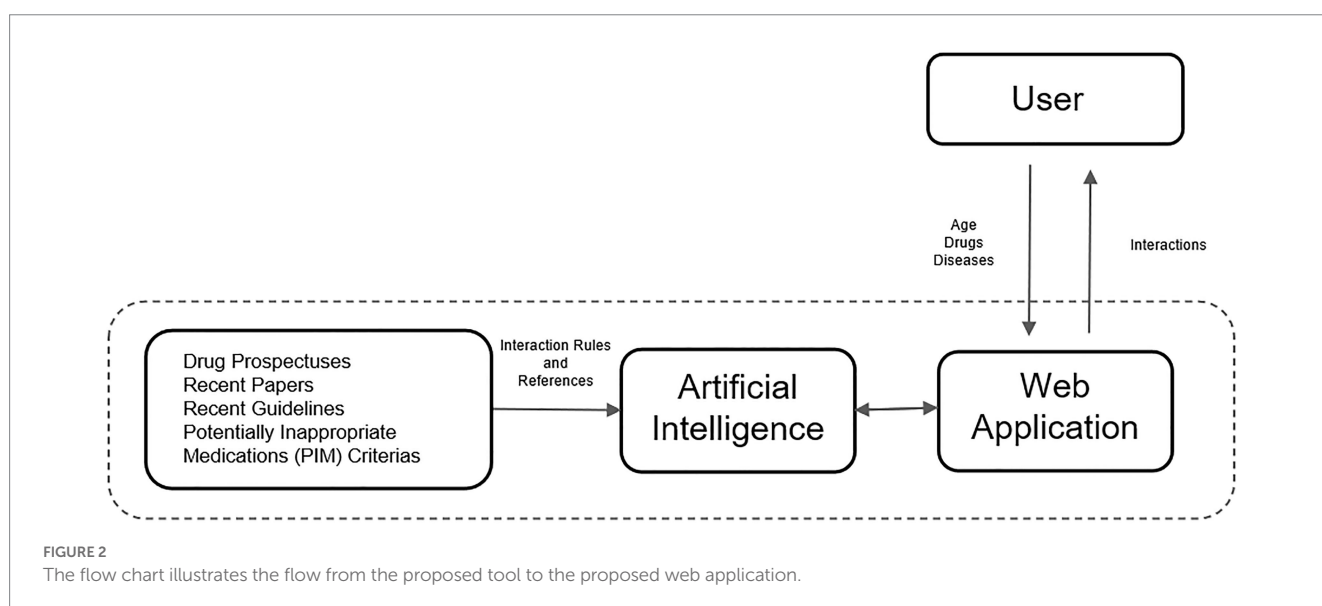 User
Age
Drugs
Diseases
Interactions
Drug Prospectuses
Recent Papers
Recent Guidelines
Potentially Inappropriate
Medications (PIM) Criterias
Interaction Rules
and
References
Artificial
Intelligence
Web
Application
FIGURE 2
The flow chart illustrates the flow from the proposed tool to the proposed web application.